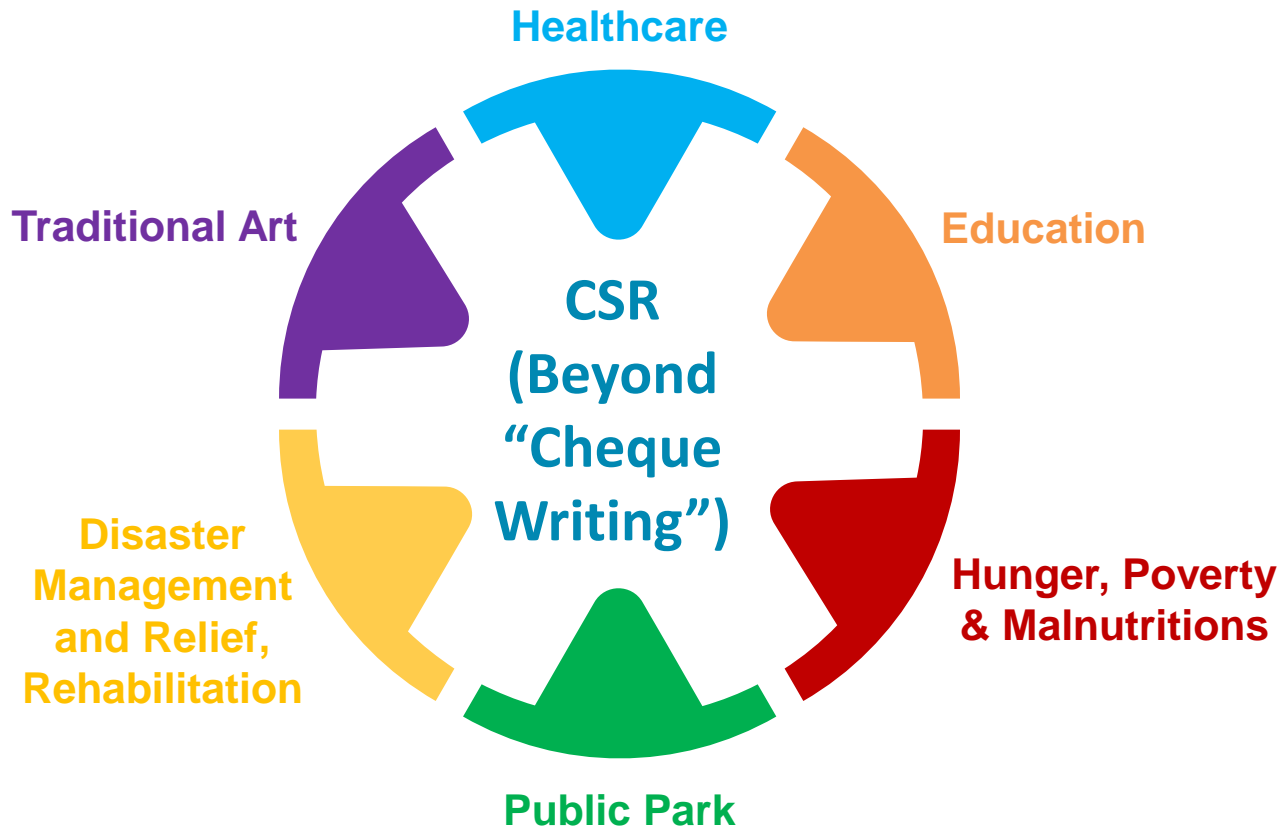 Healthcare
Traditional Art
Education
CSR
(Beyond
“Cheque
Writing”)
Disaster
Management
and Relief,
Rehabilitation
Hunger, Poverty
& Malnutritions
Public Park